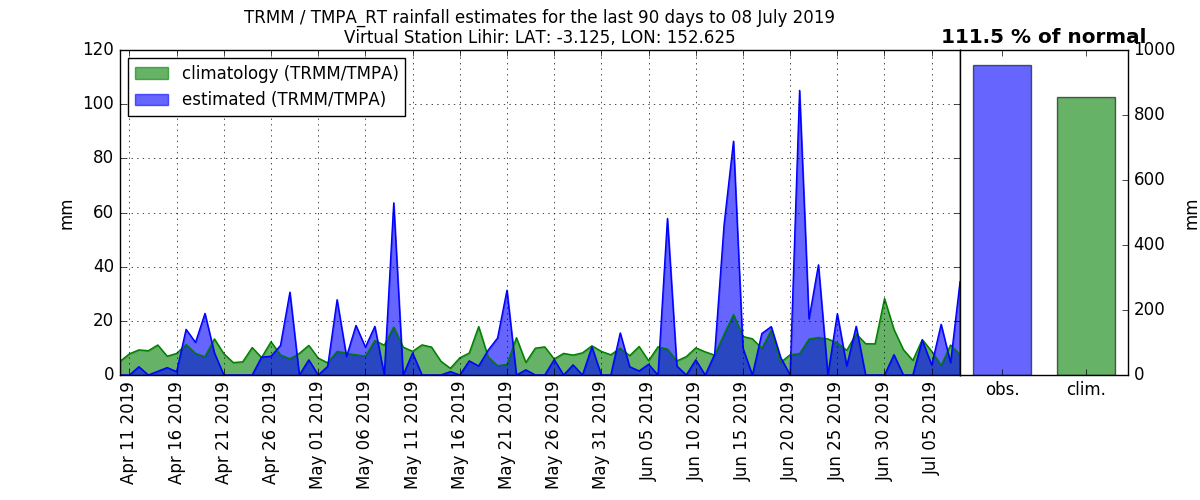 TRMM / TMPA_RT rainfall estimates for the last 90 days to 08 July 2019
Virtual Station Lihir: LAT: -3.125, LON: 152.625
111.5 % of normal
climatology (TRMM/TMPA)
estimated (TRMM/TMPA)
120
100
80
60
40
20
0
mm
Apr 11 2019
Apr 16 2019
Apr 21 2019
Apr 26 2019
May 01 2019
May 06 2019
May 11 2019
May 16 2019
May 21 2019
May 26 2019
May 31 2019
Jun 05 2019
Jun 10 2019
Jun 15 2019
Jun 20 2019
Jun 25 2019
Jun 30 2019
Jul 05 2019
1000
800
600
400
200
0
mm
obs.
clim.